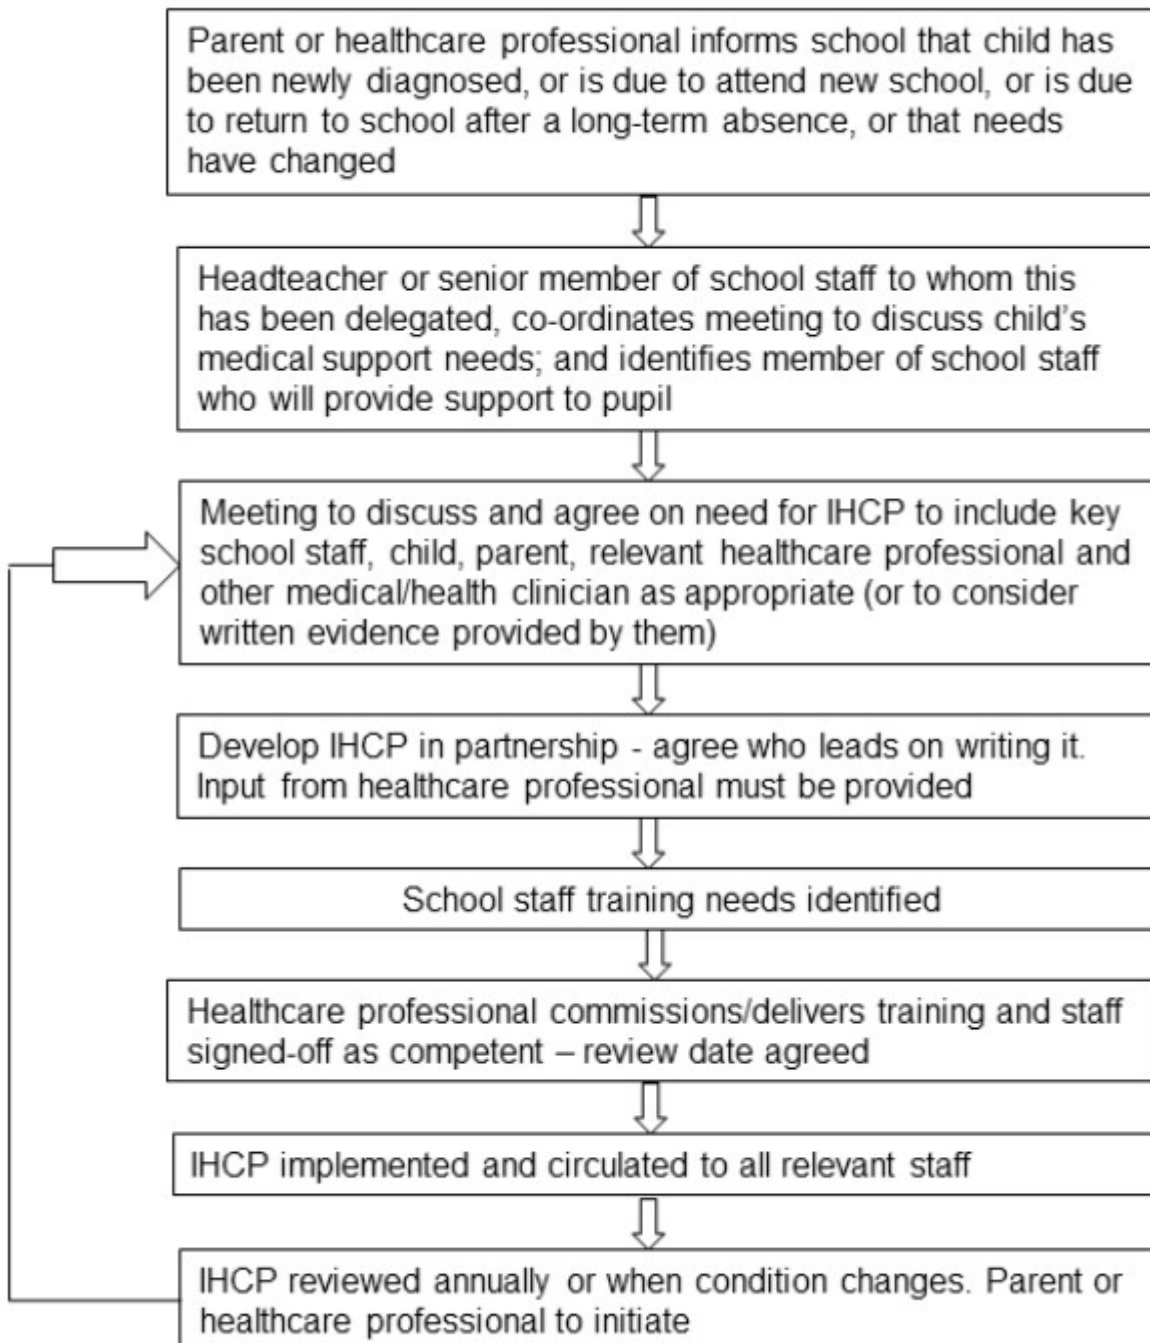 Parent or healthcare professional informs school that child has
been newly diagnosed, or is due to attend new school, or is due
to return to school after a long-term absence, or that needs
have changed
Headteacher or senior member of school staff to whom this
has been delegated, co-ordinates meeting to discuss child's
medical support needs; and identifies member of school staff
who will provide support to pupil
Meeting to discuss and agree on need for IHCP to include key
school staff, child, parent, relevant healthcare professional and
other medical/health clinician as appropriate (or to consider
written evidence provided by them)
Develop IHCP in partnership - agree who leads on writing it.
Input from healthcare professional must be provided
School staff training needs identified
Healthcare professional commissions/delivers training and staff
signed-off as competent – review date agreed
IHCP implemented and circulated to all relevant staff
IHCP reviewed annually or when condition changes. Parent or
healthcare professional to initiate